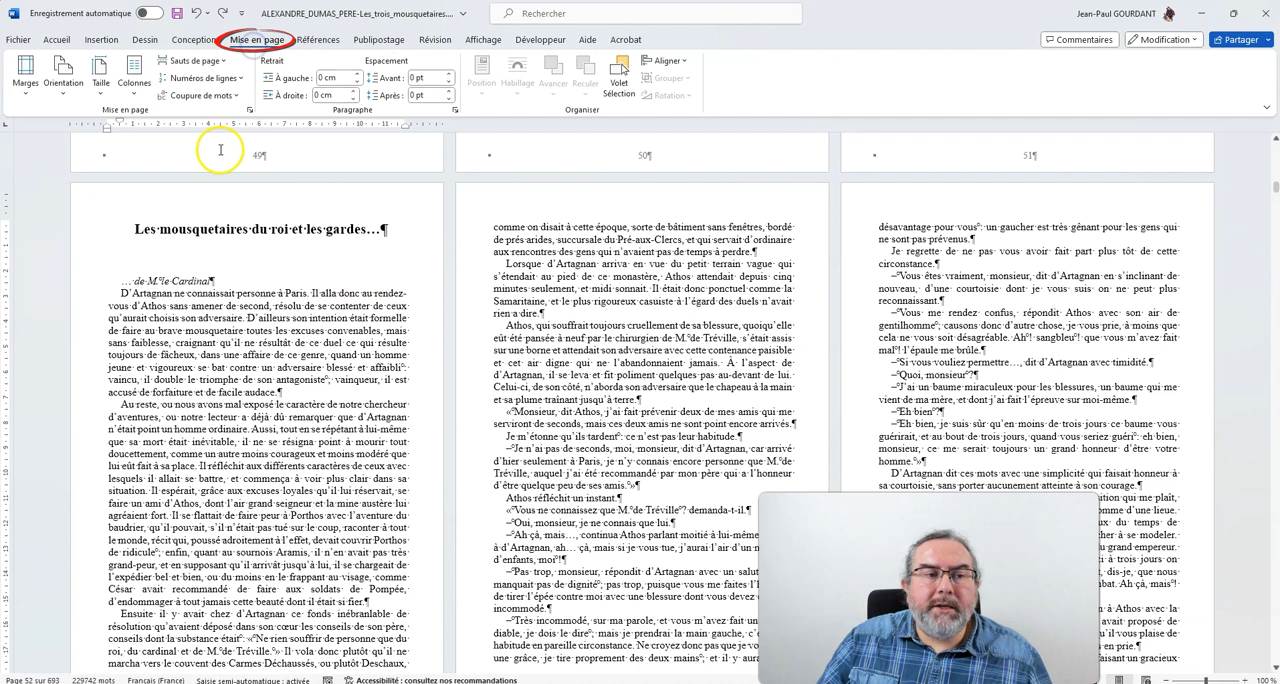 Enregistrement automatique
ALEXANDRE_DUMAS_PERE-Les_trois_mousquetaires....
Rechercher
Jean-Paul GOURDANT
Fichier Accueil Insertion Dessin Conception Mise en page Références Publipostage Révision Affichage Développeur Aide Acrobat
Commentaires Modification Partager
Marges Orientation Taille Colonnes
Sauts de page
Numéros de lignes
Coupure de mots
Mise en page
Retrait Espacement
À gauche : 0 cm Avant : 0 pt
À droite : 0 cm Après : 0 pt
Paragraphe
Position Habillage Avancer Reculer Volet Sélection
Aligner
Grouper
Rotation
Organiser
49¶
50¶
51¶
Les·mousquetaires·du·roi·et·les·gardes…¶
…·de·M.°le·Cardinal¶
D'Artagnan·ne·connaissait·personne·à·Paris.·Il·alla·donc·au·rendez-
vous·d'Athos·sans·amener·de·second,·résolu·de·se·contenter·de·ceux·
qu'aurait·choisis·son·adversaire.·D'ailleurs·son·intention·était·formelle·
de·faire·au·brave·mousquetaire·toutes·les·excuses·convenables,·mais·
sans·faiblesse,·craignant·qu'il·ne·résultât·de·ce·duel·ce·qui·résulte·
toujours·de·fâcheux,·dans·une·affaire·de·ce·genre,·quand·un·homme·
jeune·et·vigoureux·se·bat·contre·un·adversaire·blessé·et·affaibli°:·
vaincu,·il·double·le·triomphe·de·son·antagoniste°;·vainqueur,·il·est·
accusé·de·forfaiture·et·de·facile·audace.¶
Au·reste,·ou·nous·avons·mal·exposé·le·caractère·de·notre·chercheur·
d'aventures,·ou·notre·lecteur·a·déjà·dû·remarquer·que·d'Artagnan·
n'était·point·un·homme·ordinaire.·Aussi,·tout·en·se·répétant·à·lui-même·
que·sa·mort·était·inévitable,·il·ne·se·résigna·point·à·mourir·tout·
doucettement,·comme·un·autre·moins·courageux·et·moins·modéré·que·
lui·eût·fait·à·sa·place.·Il·réfléchit·aux·différents·caractères·de·ceux·avec·
lesquels·il·allait·se·battre,·et·commença·à·voir·plus·clair·dans·sa·
situation.·Il·espérait,·grâce·aux·excuses·loyales·qu'il·lui·réservait,·se·
faire·un·ami·d'Athos,·dont·l'air·grand·seigneur·et·la·mine·austère·lui·
agréaient·fort.·Il·se·flattait·de·faire·peur·à·Porthos·avec·l'aventure·du·
baudrier,·qu'il·pouvait,·s'il·n'était·pas·tué·sur·le·coup,·raconter·à·tout·
le·monde,·récit·qui,·poussé·adroitement·à·l'effet,·devait·couvrir·Porthos·
de·ridicule°;·enfin,·quant·au·sournois·Aramis,·il·n'en·avait·pas·très·
grand-peur,·et·en·supposant·qu'il·arrivât·jusqu'à·lui,·il·se·chargeait·de·
l'expédier·bel·et·bien,·ou·du·moins·en·le·frappant·au·visage,·comme·
César·avait·recommandé·de·faire·aux·soldats·de·Pompée,·
d'endommager·à·tout·jamais·cette·beauté·dont·il·était·si·fier.¶
Ensuite·il·y·avait·chez·d'Artagnan·ce·fonds·inébranlable·de·
résolution·qu'avaient·déposé·dans·son·cœur·les·conseils·de·son·père,·
conseils·dont·la·substance·était°:·«°Ne·rien·souffrir·de·personne·que·du·
roi,·du·cardinal·et·de·M.°de·Tréville.°»·Il·vola·donc·plutôt·qu'il·ne·
marcha·vers·le·couvent·des·Carmes·Déchaussés,·ou·plutôt·Deschaux,·
comme·on·disait·à·cette·époque,·sorte·de·bâtiment·sans·fenêtres,·bordé·
de·prés·arides,·succursale·du·Pré-aux-Clercs,·et·qui·servait·d'ordinaire·
aux·rencontres·des·gens·qui·n'avaient·pas·de·temps·à·perdre.¶
Lorsque·d'Artagnan·arriva·en·vue·du·petit·terrain·vague·qui·
s'étendait·au·pied·de·ce·monastère,·Athos·attendait·depuis·cinq·
minutes·seulement,·et·midi·sonnait.·Il·était·donc·ponctuel·comme·la·
Samaritaine,·et·le·plus·rigoureux·casuiste·à·l'égard·des·duels·n'avait·
rien·a·dire.¶
Athos,·qui·souffrait·toujours·cruellement·de·sa·blessure,·quoiqu'elle·
eût·été·pansée·à·neuf·par·le·chirurgien·de·M.°de·Tréville,·s'était·assis·
sur·une·borne·et·attendait·son·adversaire·avec·cette·contenance·paisible·
et·cet·air·digne·qui·ne·l'abandonnaient·jamais.·À·l'aspect·de·
d'Artagnan,·il·se·leva·et·fit·poliment·quelques·pas·au-devant·de·lui.·
Celui-ci,·de·son·côté,·n'aborda·son·adversaire·que·le·chapeau·à·la·main·
et·sa·plume·traînant·jusqu'à·terre.¶
«°Monsieur,·dit·Athos,·j'ai·fait·prévenir·deux·de·mes·amis·qui·me·
serviront·de·seconds,·mais·ces·deux·amis·ne·sont·point·encore·arrivés.¶
Je·m'étonne·qu'ils·tardent°:·ce·n'est·pas·leur·habitude.¶
–°Je·n'ai·pas·de·seconds,·moi,·monsieur,·dit·d'Artagnan,·car·arrivé·
d'hier·seulement·à·Paris,·je·n'y·connais·encore·personne·que·M.°de·
Tréville,·auquel·j'ai·été·recommandé·par·mon·père·qui·a·l'honneur·
d'être·quelque·peu·de·ses·amis.°»¶
Athos·réfléchit·un·instant.¶
«°Vous·ne·connaissez·que·M.°de·Tréville°?·demanda-t-il.¶
–°Oui,·monsieur,·je·ne·connais·que·lui.¶
–°Ah·çà,·mais…,·continua·Athos·parlant·moitié·à·lui-même
à·d'Artagnan,·ah…·çà,·mais·si·je·vous·tue,·j'aurai·l'air·d'un
d'enfants,·moi°!¶
–°Pas·trop,·monsieur,·répondit·d'Artagnan·avec·un·salut
manquait·pas·de·dignité°;·pas·trop,·puisque·vous·me·faites·l
de·tirer·l'épée·contre·moi·avec·une·blessure·dont·vous·devez
incommodé.¶
–°Très·incommodé,·sur·ma·parole,·et·vous·m'avez·fait
diable,·je·dois·le·dire°;·mais·je·prendrai·la·main·gauche,·c'
habitude·en·pareille·circonstance.·Ne·croyez·donc·pas·que·je·v
une·grâce,·je·tire·proprement·des·deux·mains°;·et·il·y·aura
désavantage·pour·vous°:·un·gaucher·est·très·gênant·pour·les·gens·qui·
ne·sont·pas·prévenus.¶
Je·regrette·de·ne·pas·vous·avoir·fait·part·plus·tôt·de·cette·
circonstance.¶
–°Vous·êtes·vraiment,·monsieur,·dit·d'Artagnan·en·s'inclinant·de·
nouveau,·d'une·courtoisie·dont·je·vous·suis·on·ne·peut·plus·
reconnaissant.¶
–°Vous·me·rendez·confus,·répondit·Athos·avec·son·air·de·
gentilhomme°;·causons·donc·d'autre·chose,·je·vous·prie,·à·moins·que·
cela·ne·vous·soit·désagréable.·Ah°!·sangbleu°!·que·vous·m'avez·fait·
mal°!·l'épaule·me·brûle.¶
–°Si·vous·vouliez·permettre…,·dit·d'Artagnan·avec·timidité.¶
–°Quoi,·monsieur°?¶
–°J'ai·un·baume·miraculeux·pour·les·blessures,·un·baume·qui·me·
vient·de·ma·mère,·et·dont·j'ai·fait·l'épreuve·sur·moi-même.¶
–°Eh·bien°?¶
–°Eh·bien,·je·suis·sûr·qu'en·moins·de·trois·jours·ce·baume·vous·
guérirait,·et·au·bout·de·trois·jours,·quand·vous·seriez·guéri°:·eh·bien,·
monsieur,·ce·me·serait·toujours·un·grand·honneur·d'être·votre·
homme.°»¶
D'Artagnan·dit·ces·mots·avec·une·simplicité·qui·faisait·honneur·à·
sa·courtoisie,·sans·porter·aucunement·atteinte·à·son·courage.¶
ition·qui·me·plaît,·
comme·d'une·lieue.·
du·temps·de·
cher·à·se·modeler.·
grand·empereur.·
i·à·trois·jours·on·
dis-je,·que·nous·
battre.·Ah·çà,·mais°,
Artagnan·avec·la·
avait·proposé·de·
vous·plaise·de·
faisant·un·gracieux·
Page 52 sur 693 229742 mots Français (France) Saisie semi-automatique : activée Accessibilité : consultez nos recommandations 100 %